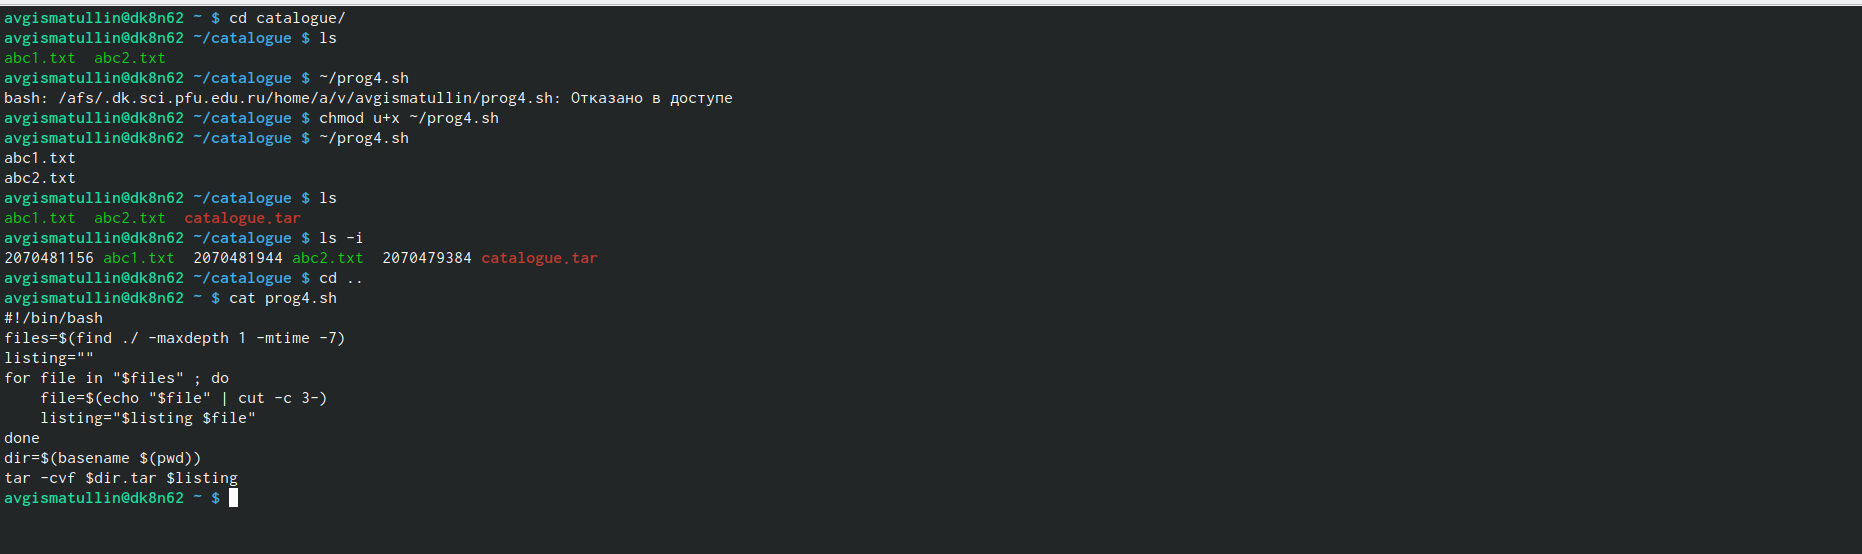 avgismatullin@dk8n62 ~ $ cd catalogue/
avgismatullin@dk8n62 ~/catalogue $ ls
abc1.txt  abc2.txt
avgismatullin@dk8n62 ~/catalogue $ ~/prog4.sh
bash: /afs/.dk.sci.pfu.edu.ru/home/a/v/avgismatullin/prog4.sh: Отказано в доступе
avgismatullin@dk8n62 ~/catalogue $ chmod u+x ~/prog4.sh
avgismatullin@dk8n62 ~/catalogue $ ~/prog4.sh
abc1.txt
abc2.txt
avgismatullin@dk8n62 ~/catalogue $ ls
abc1.txt  abc2.txt  catalogue.tar
avgismatullin@dk8n62 ~/catalogue $ ls -i
2070481156 abc1.txt  2070481944 abc2.txt  2070479384 catalogue.tar
avgismatullin@dk8n62 ~/catalogue $ cd ..
avgismatullin@dk8n62 ~ $ cat prog4.sh
#!/bin/bash
files=$(find ./ -maxdepth 1 -mtime -7)
listing=""
for file in "$files" ; do
    file=$(echo "$file" | cut -c 3-)
    listing="$listing $file"
done
dir=$(basename $(pwd))
tar -cvf $dir.tar $listing
avgismatullin@dk8n62 ~ $